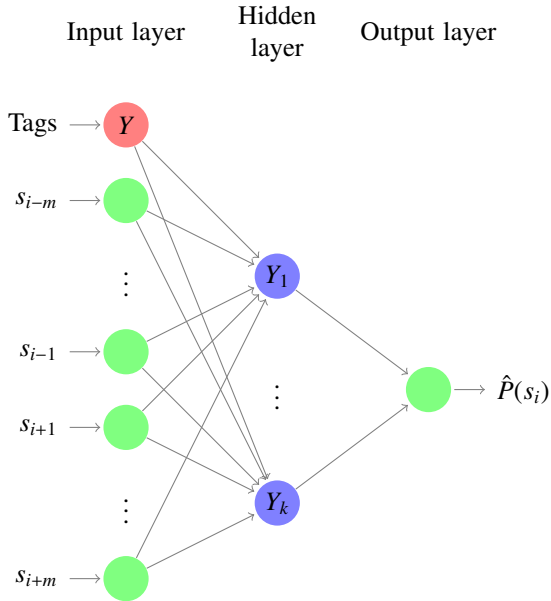 Input layer
Hidden
layer
Output layer
Tags
Y
s_{i−m}
⋮
s_{i−1}
s_{i+1}
⋮
s_{i+m}
Y_1
⋮
Y_k
P̂(s_i)